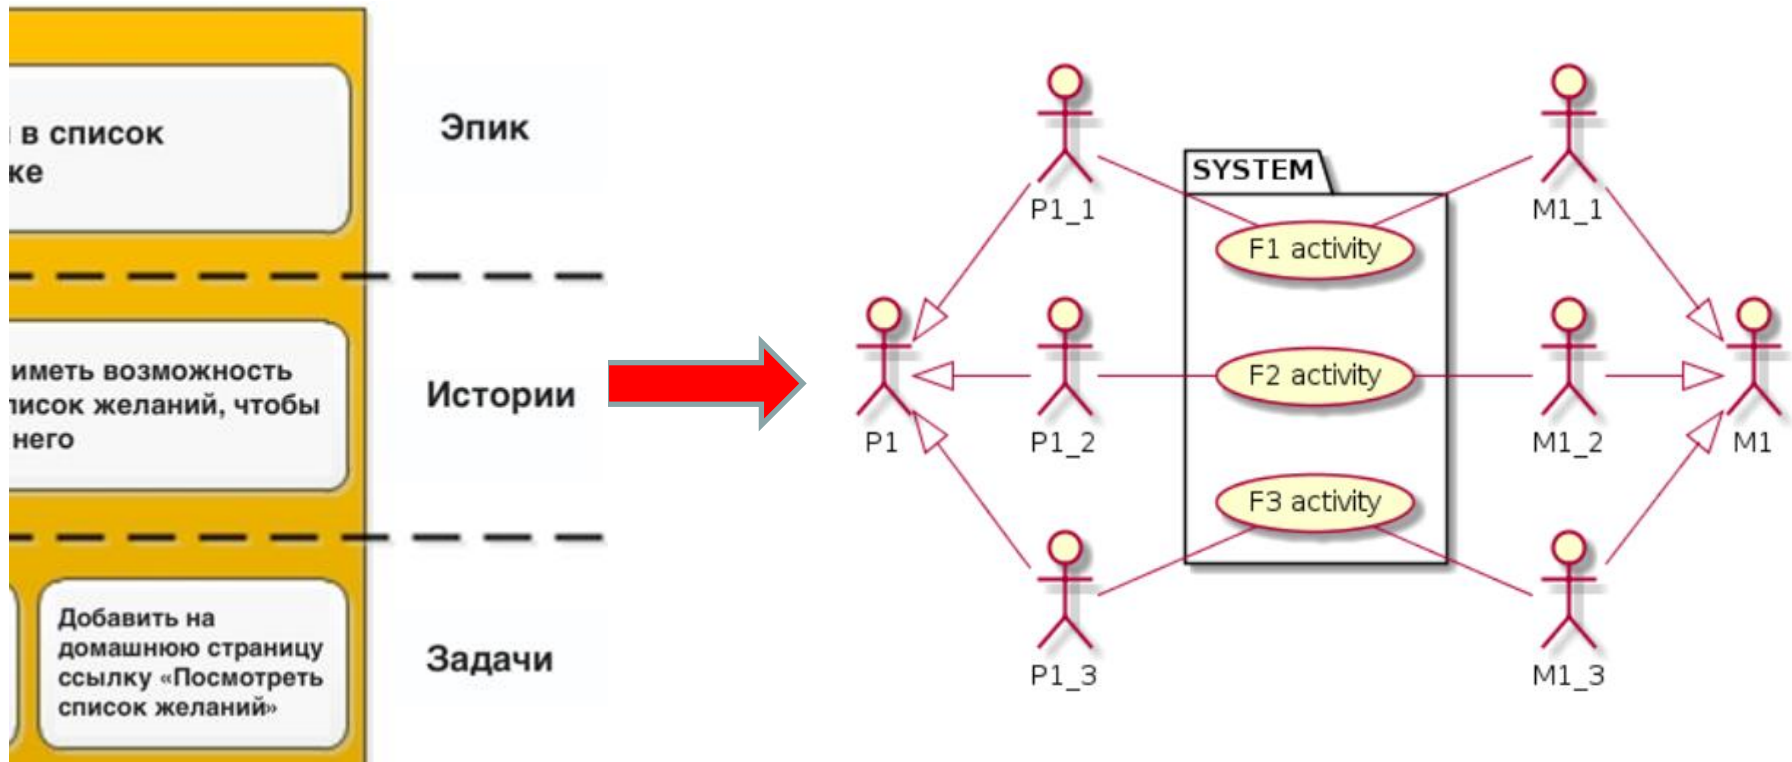 в список
ке
Эпик
иметь возможность
писок желаний, чтобы
него
Истории
Добавить на
домашнюю страницу
ссылку «Посмотреть
список желаний»
Задачи
SYSTEM
F1 activity
F2 activity
F3 activity
P1_1
P1
P1_2
P1_3
M1_1
M1_2
M1
M1_3